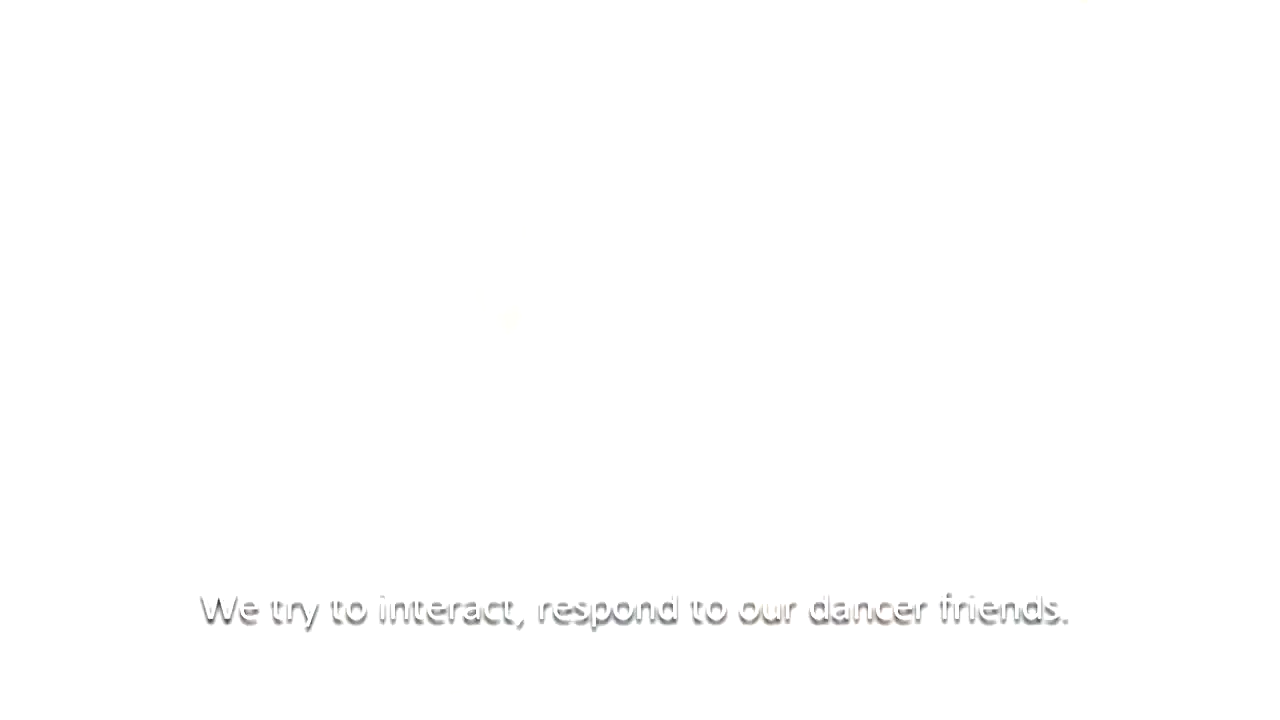 We try to interact, respond to our dancer friends.